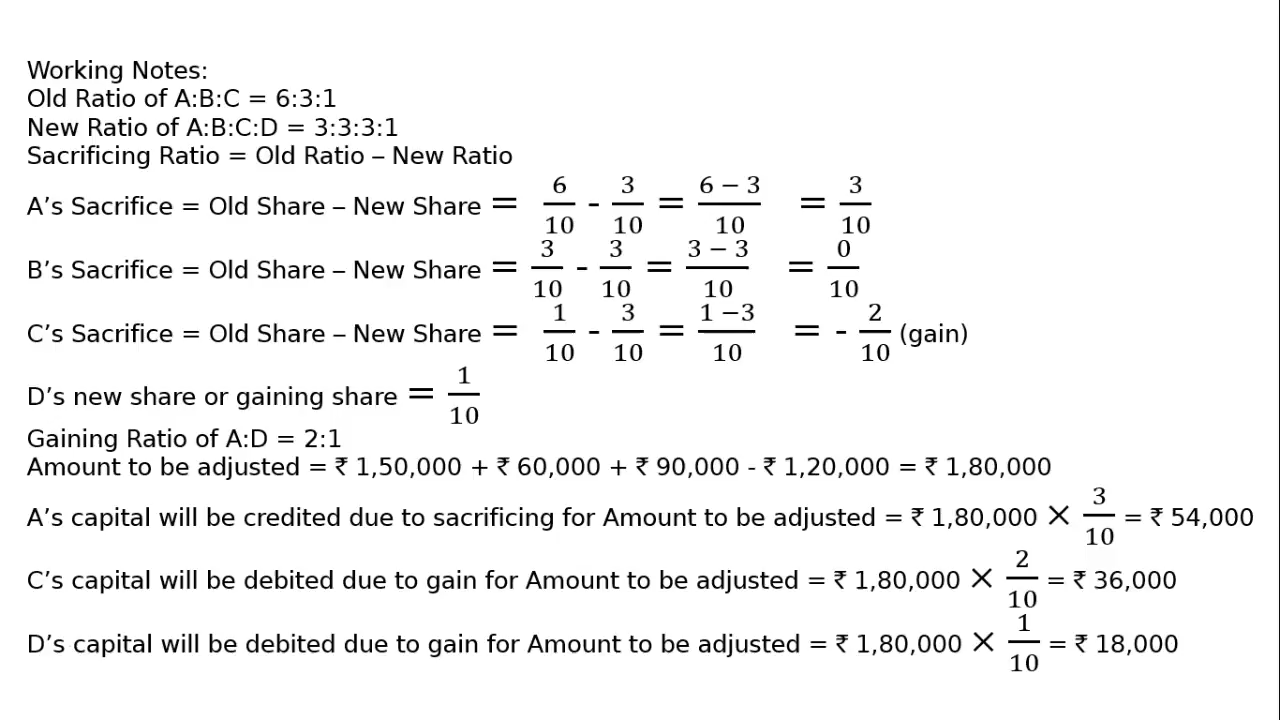 Working Notes:
Old Ratio of A:B:C = 6:3:1
New Ratio of A:B:C:D = 3:3:3:1
Sacrificing Ratio = Old Ratio – New Ratio
A’s Sacrifice = Old Share – New Share = 6/10 - 3/10 = 6 – 3/10 = 3/10
B’s Sacrifice = Old Share – New Share = 3/10 - 3/10 = 3 – 3/10 = 0/10
C’s Sacrifice = Old Share – New Share = 1/10 - 3/10 = 1 –3/10 = - 2/10 (gain)
D’s new share or gaining share = 1/10
Gaining Ratio of A:D = 2:1
Amount to be adjusted = ₹ 1,50,000 + ₹ 60,000 + ₹ 90,000 - ₹ 1,20,000 = ₹ 1,80,000
A’s capital will be credited due to sacrificing for Amount to be adjusted = ₹ 1,80,000 × 3/10 = ₹ 54,000
C’s capital will be debited due to gain for Amount to be adjusted = ₹ 1,80,000 × 2/10 = ₹ 36,000
D’s capital will be debited due to gain for Amount to be adjusted = ₹ 1,80,000 × 1/10 = ₹ 18,000